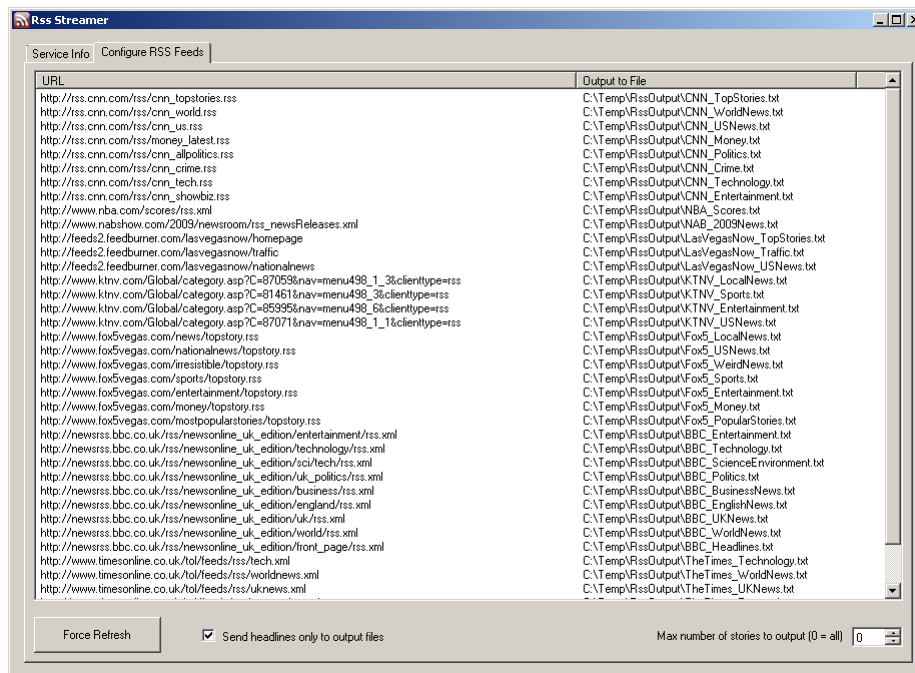 Rss Streamer
Service Info Configure RSS Feeds
URL Output to File
http://rss.cnn.com/rss/cnn_topstories.rss C:\Temp\RssOutput\CNN_TopStories.txt
http://rss.cnn.com/rss/cnn_world.rss C:\Temp\RssOutput\CNN_WorldNews.txt
http://rss.cnn.com/rss/cnn_us.rss C:\Temp\RssOutput\CNN_USNews.txt
http://rss.cnn.com/rss/money_latest.rss C:\Temp\RssOutput\CNN_Money.txt
http://rss.cnn.com/rss/cnn_allpolitics.rss C:\Temp\RssOutput\CNN_Politics.txt
http://rss.cnn.com/rss/cnn_crime.rss C:\Temp\RssOutput\CNN_Crime.txt
http://rss.cnn.com/rss/cnn_tech.rss C:\Temp\RssOutput\CNN_Technology.txt
http://rss.cnn.com/rss/cnn_showbiz.rss C:\Temp\RssOutput\CNN_Entertainment.txt
http://www.nba.com/scores/rss.xml C:\Temp\RssOutput\NBA_Scores.txt
http://www.nabshow.com/2009/newsroom/rss_newsReleases.xml C:\Temp\RssOutput\NAB_2009News.txt
http://feeds2.feedburner.com/lasvegasnow/homepage C:\Temp\RssOutput\LasVegasNow_TopStories.txt
http://feeds2.feedburner.com/lasvegasnow/traffic C:\Temp\RssOutput\LasVegasNow_Traffic.txt
http://feeds2.feedburner.com/lasvegasnow/nationalnews C:\Temp\RssOutput\LasVegasNow_USNews.txt
http://www.ktnv.com/Global/category.asp?C=87059&nav=menu498_1_3&clienttype=rss C:\Temp\RssOutput\KTNV_LocalNews.txt
http://www.ktnv.com/Global/category.asp?C=81461&nav=menu498_3&clienttype=rss C:\Temp\RssOutput\KTNV_Sports.txt
http://www.ktnv.com/Global/category.asp?C=85995&nav=menu498_6&clienttype=rss C:\Temp\RssOutput\KTNV_Entertainment.txt
http://www.ktnv.com/Global/category.asp?C=87071&nav=menu498_1_1&clienttype=rss C:\Temp\RssOutput\KTNV_USNews.txt
http://www.fox5vegas.com/news/topstory.rss C:\Temp\RssOutput\Fox5_LocalNews.txt
http://www.fox5vegas.com/nationalnews/topstory.rss C:\Temp\RssOutput\Fox5_USNews.txt
http://www.fox5vegas.com/irresistible/topstory.rss C:\Temp\RssOutput\Fox5_WeirdNews.txt
http://www.fox5vegas.com/sports/topstory.rss C:\Temp\RssOutput\Fox5_Sports.txt
http://www.fox5vegas.com/entertainment/topstory.rss C:\Temp\RssOutput\Fox5_Entertainment.txt
http://www.fox5vegas.com/money/topstory.rss C:\Temp\RssOutput\Fox5_Money.txt
http://www.fox5vegas.com/mostpopularstories/topstory.rss C:\Temp\RssOutput\Fox5_PopularStories.txt
http://newsrss.bbc.co.uk/rss/newsonline_uk_edition/entertainment/rss.xml C:\Temp\RssOutput\BBC_Entertainment.txt
http://newsrss.bbc.co.uk/rss/newsonline_uk_edition/technology/rss.xml C:\Temp\RssOutput\BBC_Technology.txt
http://newsrss.bbc.co.uk/rss/newsonline_uk_edition/sci/tech/rss.xml C:\Temp\RssOutput\BBC_ScienceEnvironment.txt
http://newsrss.bbc.co.uk/rss/newsonline_uk_edition/uk_politics/rss.xml C:\Temp\RssOutput\BBC_Politics.txt
http://newsrss.bbc.co.uk/rss/newsonline_uk_edition/business/rss.xml C:\Temp\RssOutput\BBC_BusinessNews.txt
http://newsrss.bbc.co.uk/rss/newsonline_uk_edition/england/rss.xml C:\Temp\RssOutput\BBC_EnglishNews.txt
http://newsrss.bbc.co.uk/rss/newsonline_uk_edition/uk/rss.xml C:\Temp\RssOutput\BBC_UKNews.txt
http://newsrss.bbc.co.uk/rss/newsonline_uk_edition/world/rss.xml C:\Temp\RssOutput\BBC_WorldNews.txt
http://newsrss.bbc.co.uk/rss/newsonline_uk_edition/front_page/rss.xml C:\Temp\RssOutput\BBC_Headlines.txt
http://www.timesonline.co.uk/tol/feeds/rss/tech.xml C:\Temp\RssOutput\TheTimes_Technology.txt
http://www.timesonline.co.uk/tol/feeds/rss/worldnews.xml C:\Temp\RssOutput\TheTimes_WorldNews.txt
http://www.timesonline.co.uk/tol/feeds/rss/uknews.xml C:\Temp\RssOutput\TheTimes_UKNews.txt
Force Refresh Send headlines only to output files Max number of stories to output (0 = all) 0